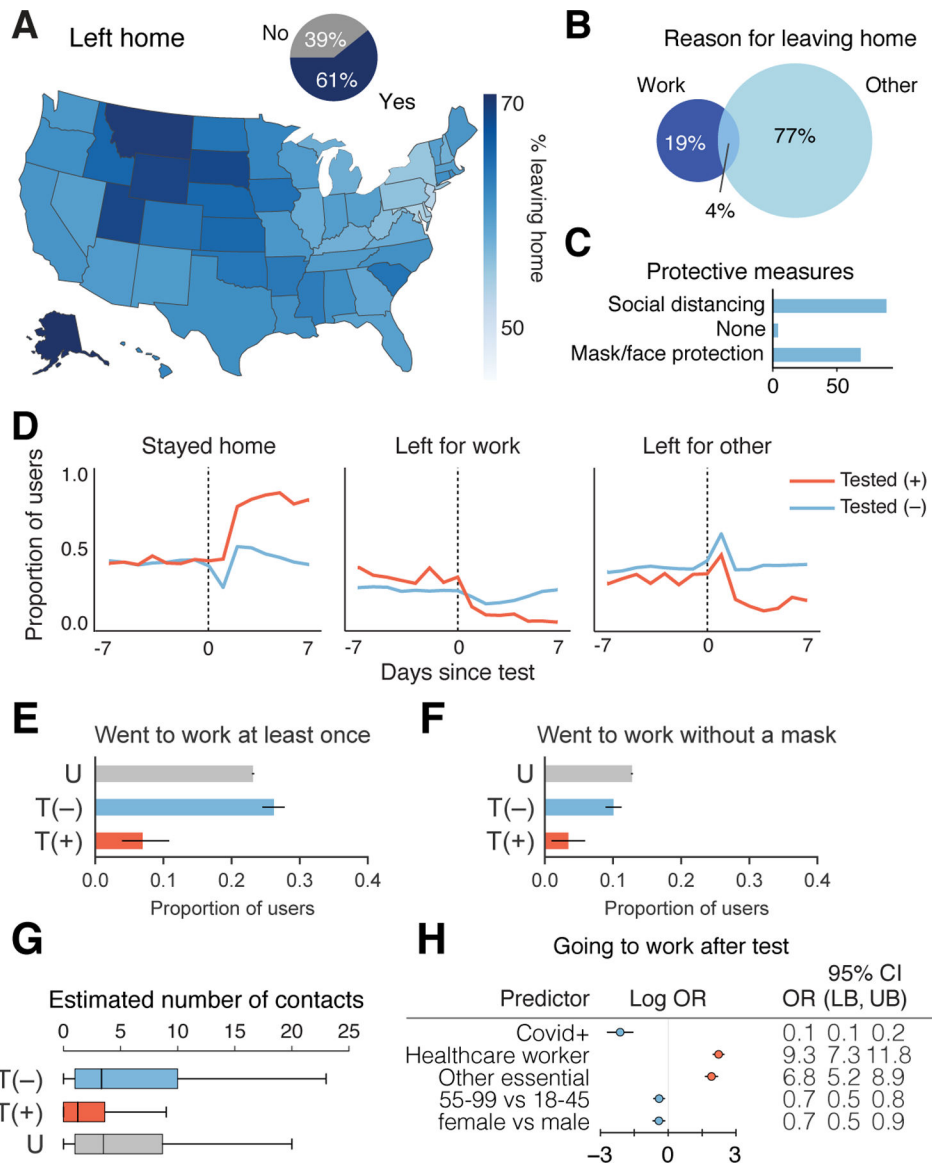 A
Left home
No
39%
61%
Yes
70
% leaving home
50
B
Reason for leaving home
Work
Other
19%
77%
4%
C
Protective measures
Social distancing
None
Mask/face protection
0 50
D
Stayed home
Left for work
Left for other
Proportion of users
1.0
0.5
0.0
Tested (+)
Tested (–)
-7 0 7
-7 0 7
-7 0 7
Days since test
E
Went to work at least once
U
T(–)
T(+)
0.0 0.1 0.2 0.3 0.4
Proportion of users
F
Went to work without a mask
U
T(–)
T(+)
0.0 0.1 0.2 0.3 0.4
Proportion of users
G
Estimated number of contacts
0 5 10 15 20 25
T(–)
T(+)
U
H
Going to work after test
95% CI
Predictor Log OR OR (LB, UB)
Covid+ 0.1 0.1 0.2
Healthcare worker 9.3 7.3 11.8
Other essential 6.8 5.2 8.9
55-99 vs 18-45 0.7 0.5 0.8
female vs male 0.7 0.5 0.9
−3 0 3